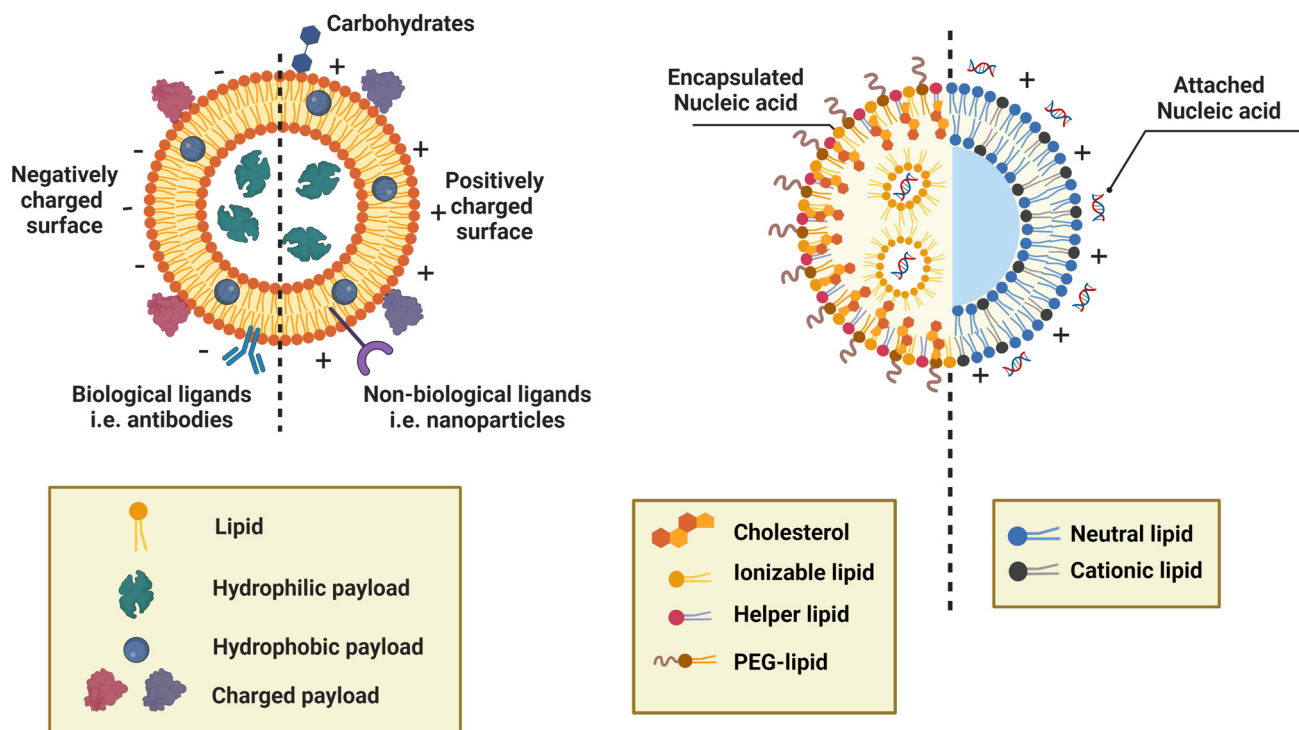 Carbohydrates
-
+
-
Negatively
charged
surface
-
+
Positively
charged
surface
+
-
-
+
-
+
Biological ligands
i.e. antibodies
Non-biological ligands
i.e. nanoparticles
Lipid
Hydrophilic payload
Hydrophobic payload
Charged payload
Encapsulated
Nucleic acid
Attached
Nucleic acid
+
+
+
+
+
+
Cholesterol
Ionizable lipid
Helper lipid
PEG-lipid
Neutral lipid
Cationic lipid